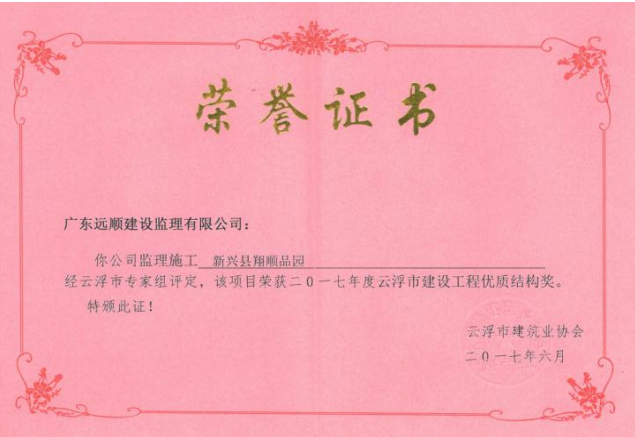 荣誉证书
广东远顺建设监理有限公司：
你公司监理施工 新兴县翔顺品园
经云浮市专家组评定，该项目荣获二0一七年度云浮市建设工程优质结构奖。
特颁此证！
云浮市建筑业协会
二0一七年六月